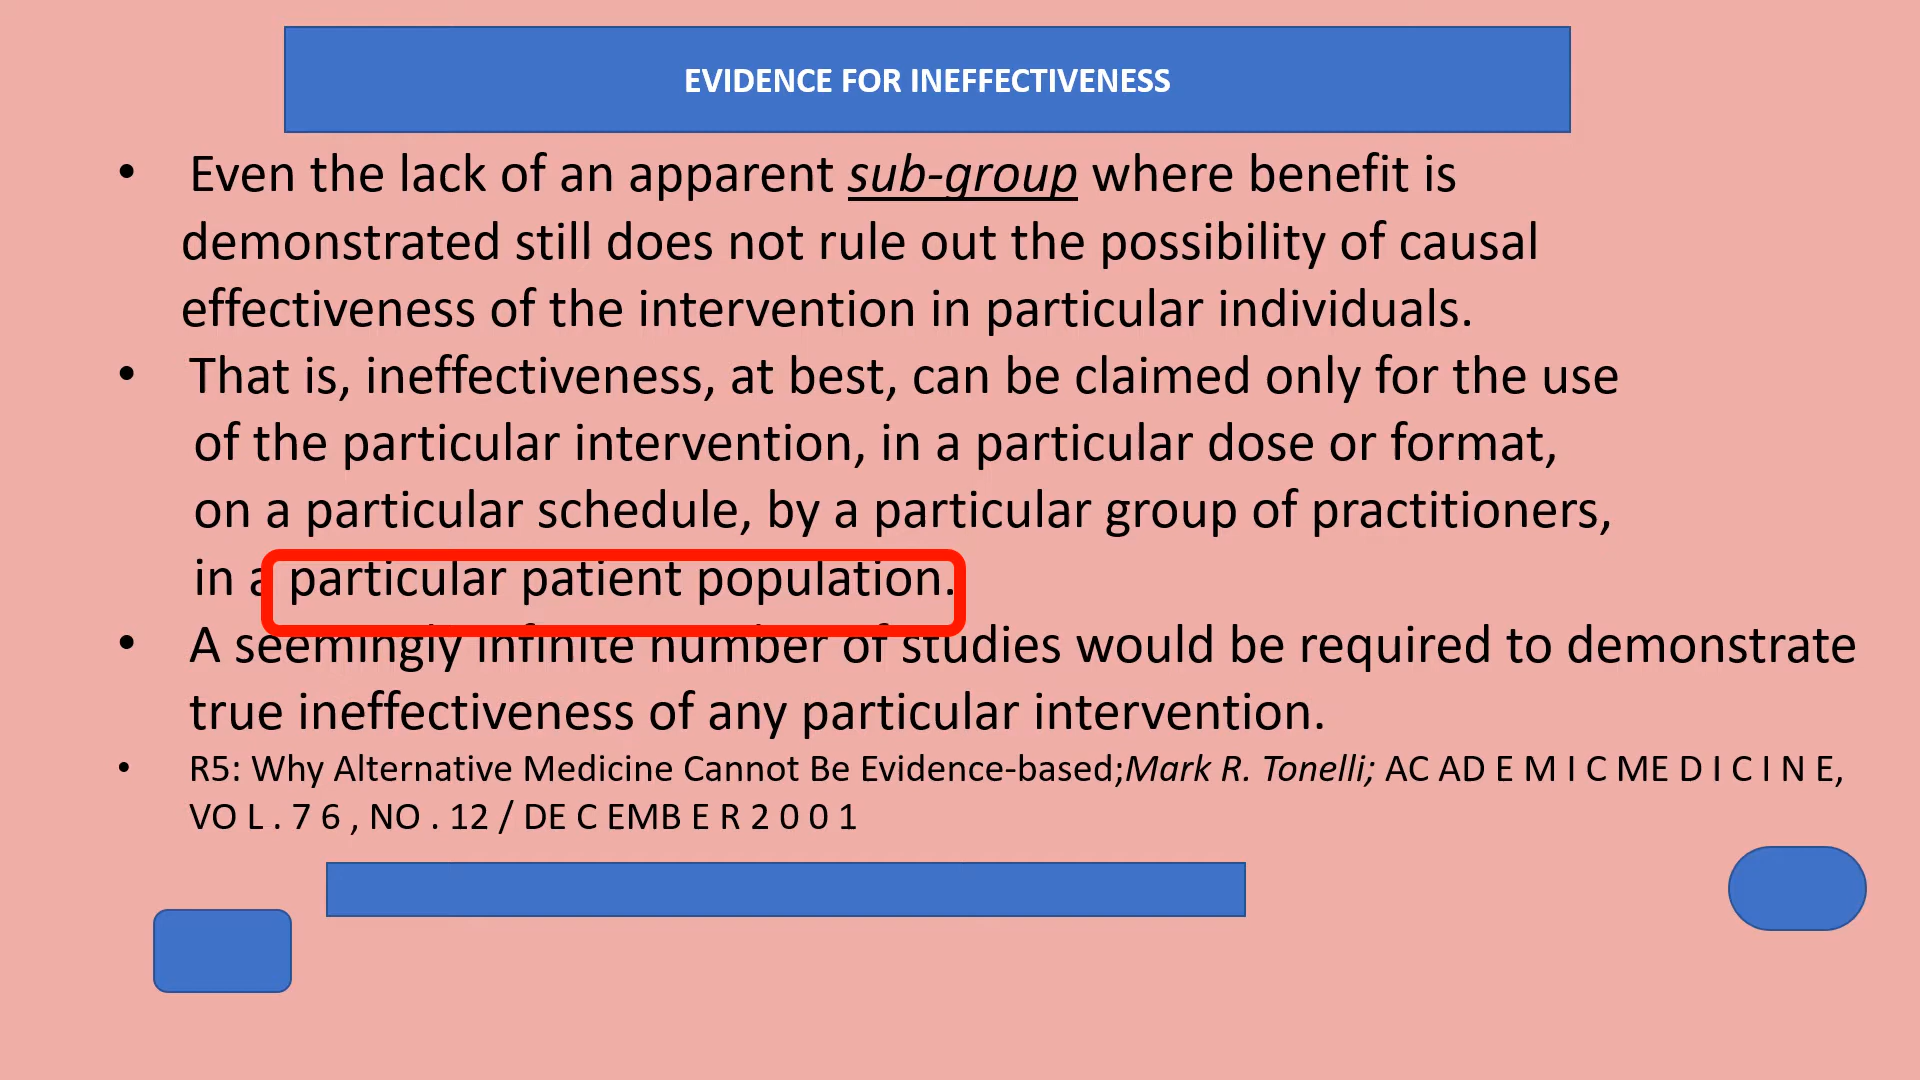 EVIDENCE FOR INEFFECTIVENESS
• Even the lack of an apparent sub-group where benefit is
demonstrated still does not rule out the possibility of causal
effectiveness of the intervention in particular individuals.
• That is, ineffectiveness, at best, can be claimed only for the use
of the particular intervention, in a particular dose or format,
on a particular schedule, by a particular group of practitioners,
in a particular patient population.
• A seemingly infinite number of studies would be required to demonstrate
true ineffectiveness of any particular intervention.
• R5: Why Alternative Medicine Cannot Be Evidence-based;Mark R. Tonelli; AC AD E M I C ME D I C I N E,
VO L . 7 6 , NO . 12 / DE C EMB E R 2 0 0 1